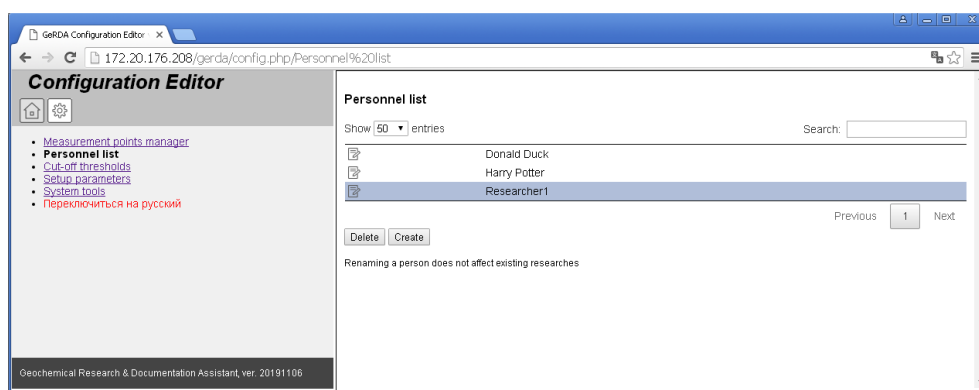 GeRDA Configuration Editor
172.20.176.208/gerda/config.php/Personnel%20list
Configuration Editor
Measurement points manager
Personnel list
Cut-off thresholds
Setup parameters
System tools
Переключиться на русский
Geochemical Research & Documentation Assistant, ver. 20191106
Personnel list
Show 50 entries
Search:
Donald Duck
Harry Potter
Researcher1
Previous 1 Next
Delete Create
Renaming a person does not affect existing researches